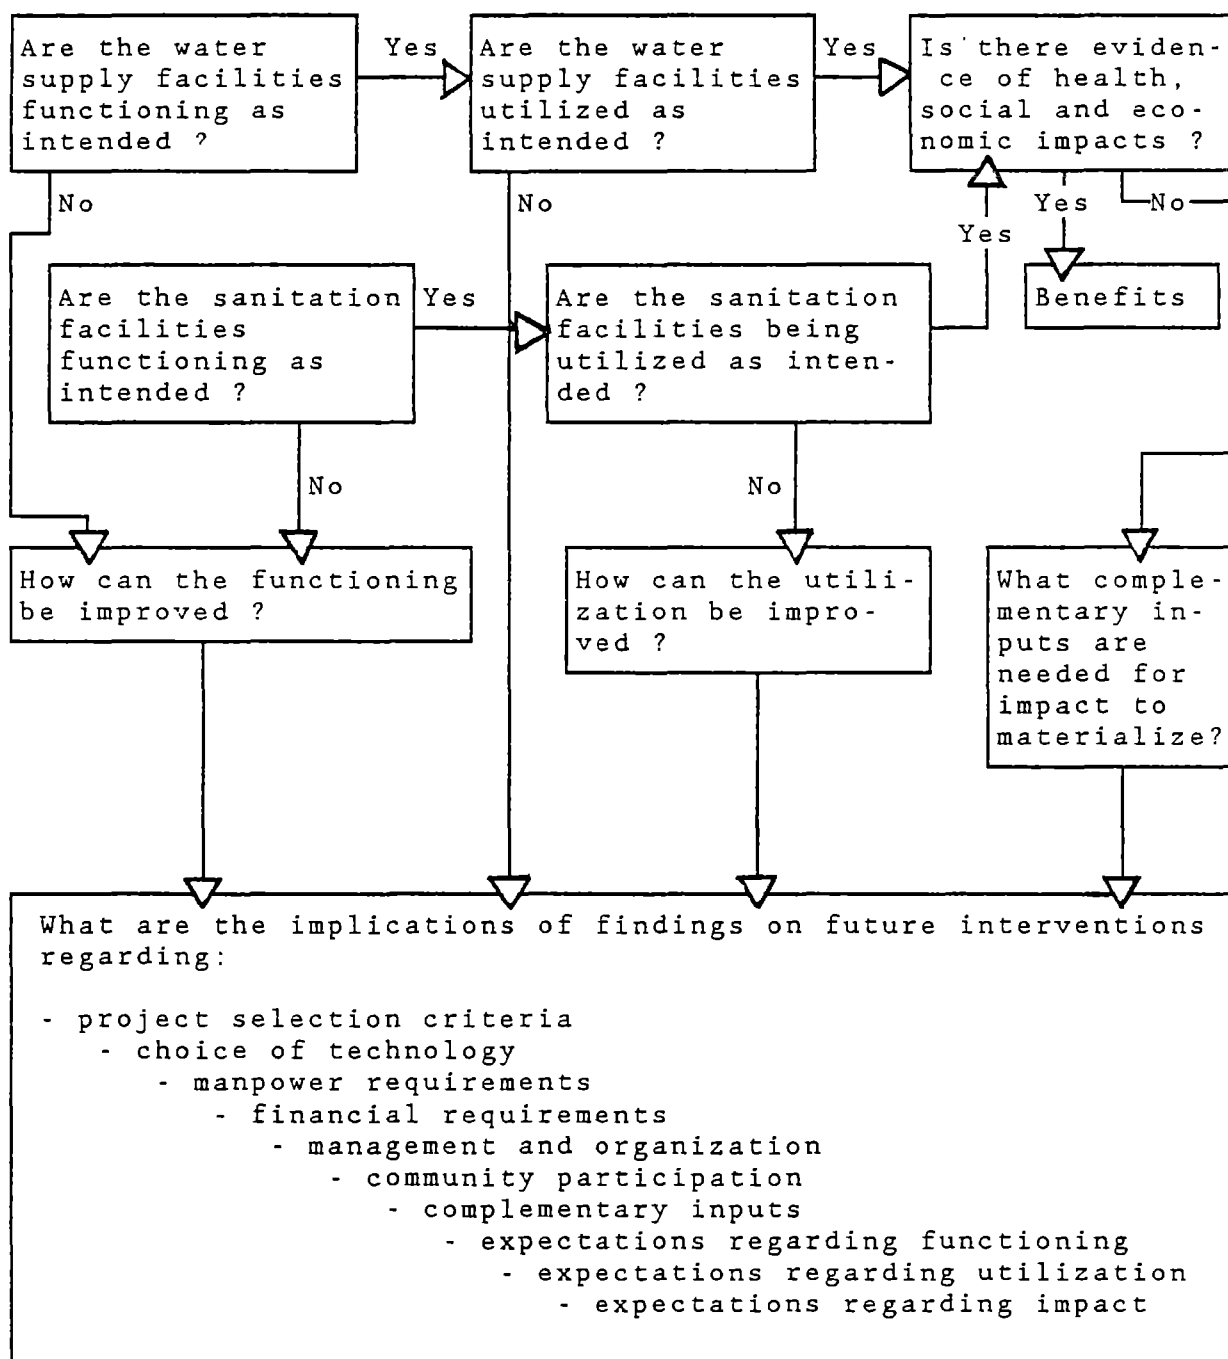 Are the water
supply facilities
functioning as
intended ?
Yes
Are the water
supply facilities
utilized as
intended ?
Yes
Is there eviden-
ce of health,
social and eco-
nomic impacts ?
No
No
Yes
Yes
No
Are the sanitation
facilities
functioning as
intended ?
Yes
Are the sanitation
facilities being
utilized as inten-
ded ?
Benefits
No
No
How can the functioning
be improved ?
How can the utili-
zation be impro-
ved ?
What comple-
mentary in-
puts are
needed for
impact to
materialize?
What are the implications of findings on future interventions
regarding:
- project selection criteria
- choice of technology
- manpower requirements
- financial requirements
- management and organization
- community participation
- complementary inputs
- expectations regarding functioning
- expectations regarding utilization
- expectations regarding impact